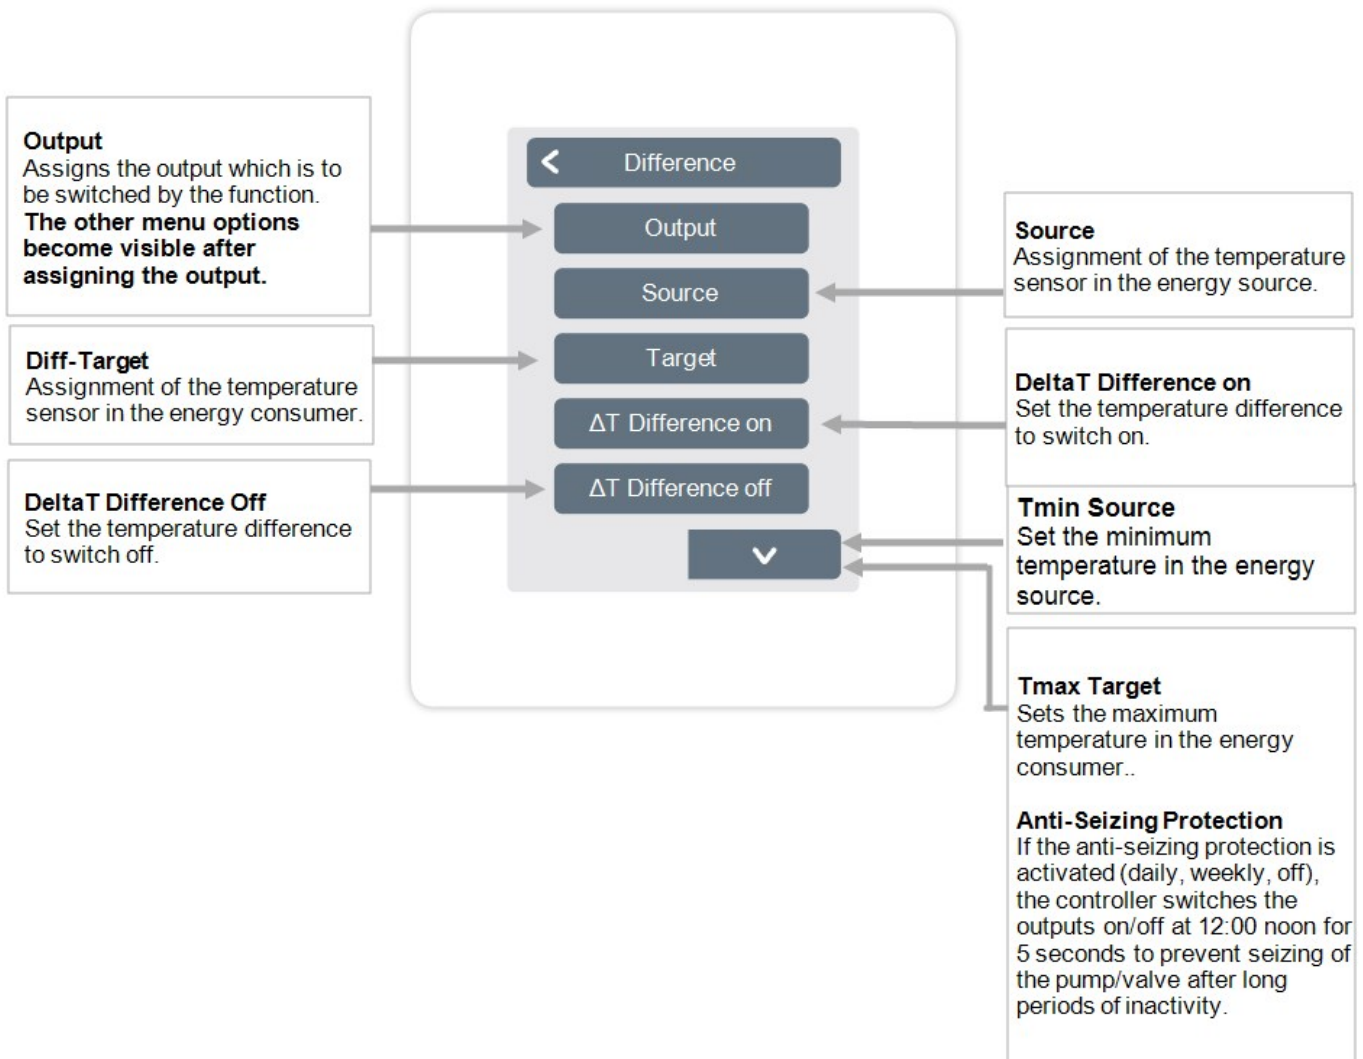 Output
Assigns the output which is to
be switched by the function.
The other menu options
become visible after
assigning the output.
Diff-Target
Assignment of the temperature
sensor in the energy consumer.
DeltaT Difference Off
Set the temperature difference
to switch off.
Difference
Output
Source
Target
ΔT Difference on
ΔT Difference off
Source
Assignment of the temperature
sensor in the energy source.
DeltaT Difference on
Set the temperature difference
to switch on.
Tmin Source
Set the minimum
temperature in the energy
source.
Tmax Target
Sets the maximum
temperature in the energy
consumer..
Anti-Seizing Protection
If the anti-seizing protection is
activated (daily, weekly, off),
the controller switches the
outputs on/off at 12:00 noon for
5 seconds to prevent seizing of
the pump/valve after long
periods of inactivity.